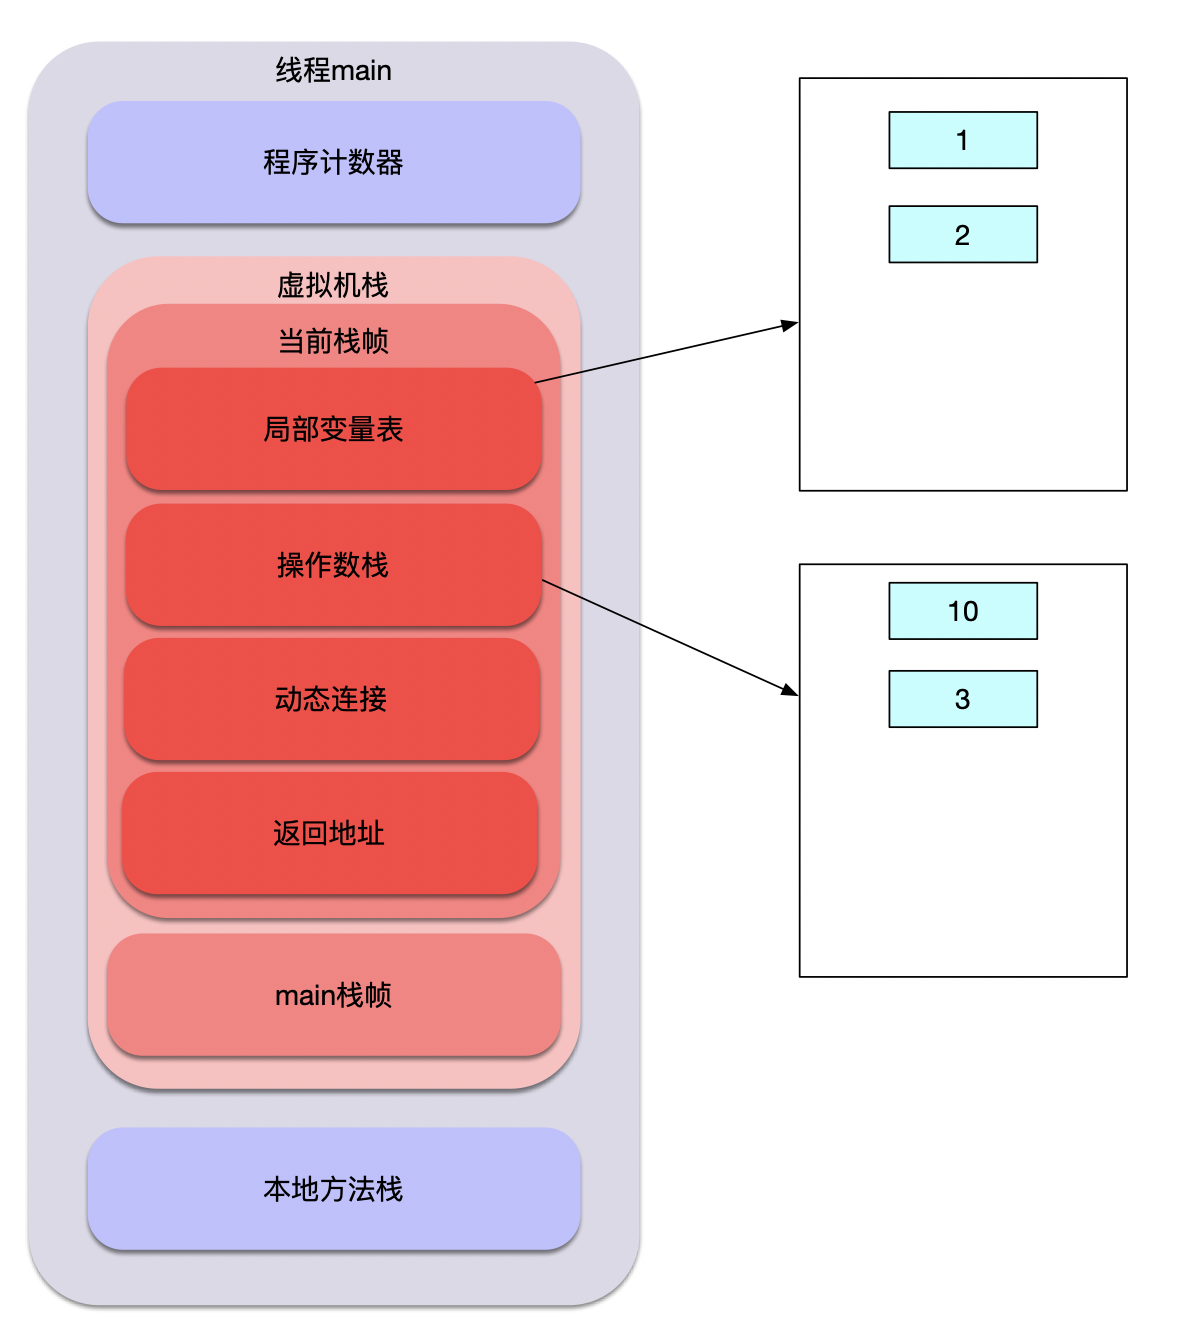 线程main
程序计数器
虚拟机栈
当前栈帧
局部变量表
操作数栈
动态连接
返回地址
main栈帧
本地方法栈
1
2
10
3